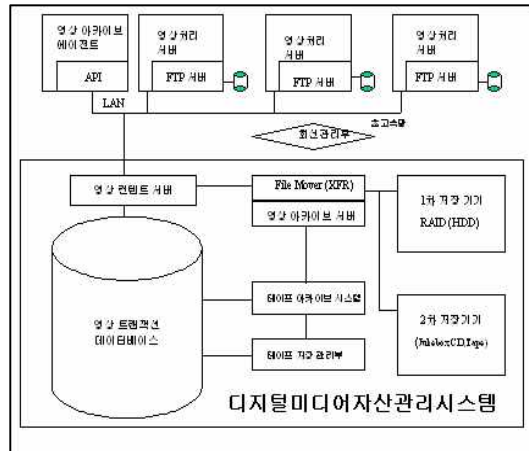 영상 아카이브
에이전트
API
영상처리
서버
FTP 서버
영상처리
서버
FTP 서버
영상처리
서버
FTP 서버
LAN
초고속망
회선관리부
영상 컨텐트 서버
File Mover (XFR)
영상 아카이브 서버
1차 저장 기기
RAID (HDD)
영상 트랜잭션
데이터베이스
테이프 아카이브 시스템
테이프 저장 관리부
2차 저장기기
(Jukebox CD,Tape)
디지털미디어자산관리시스템